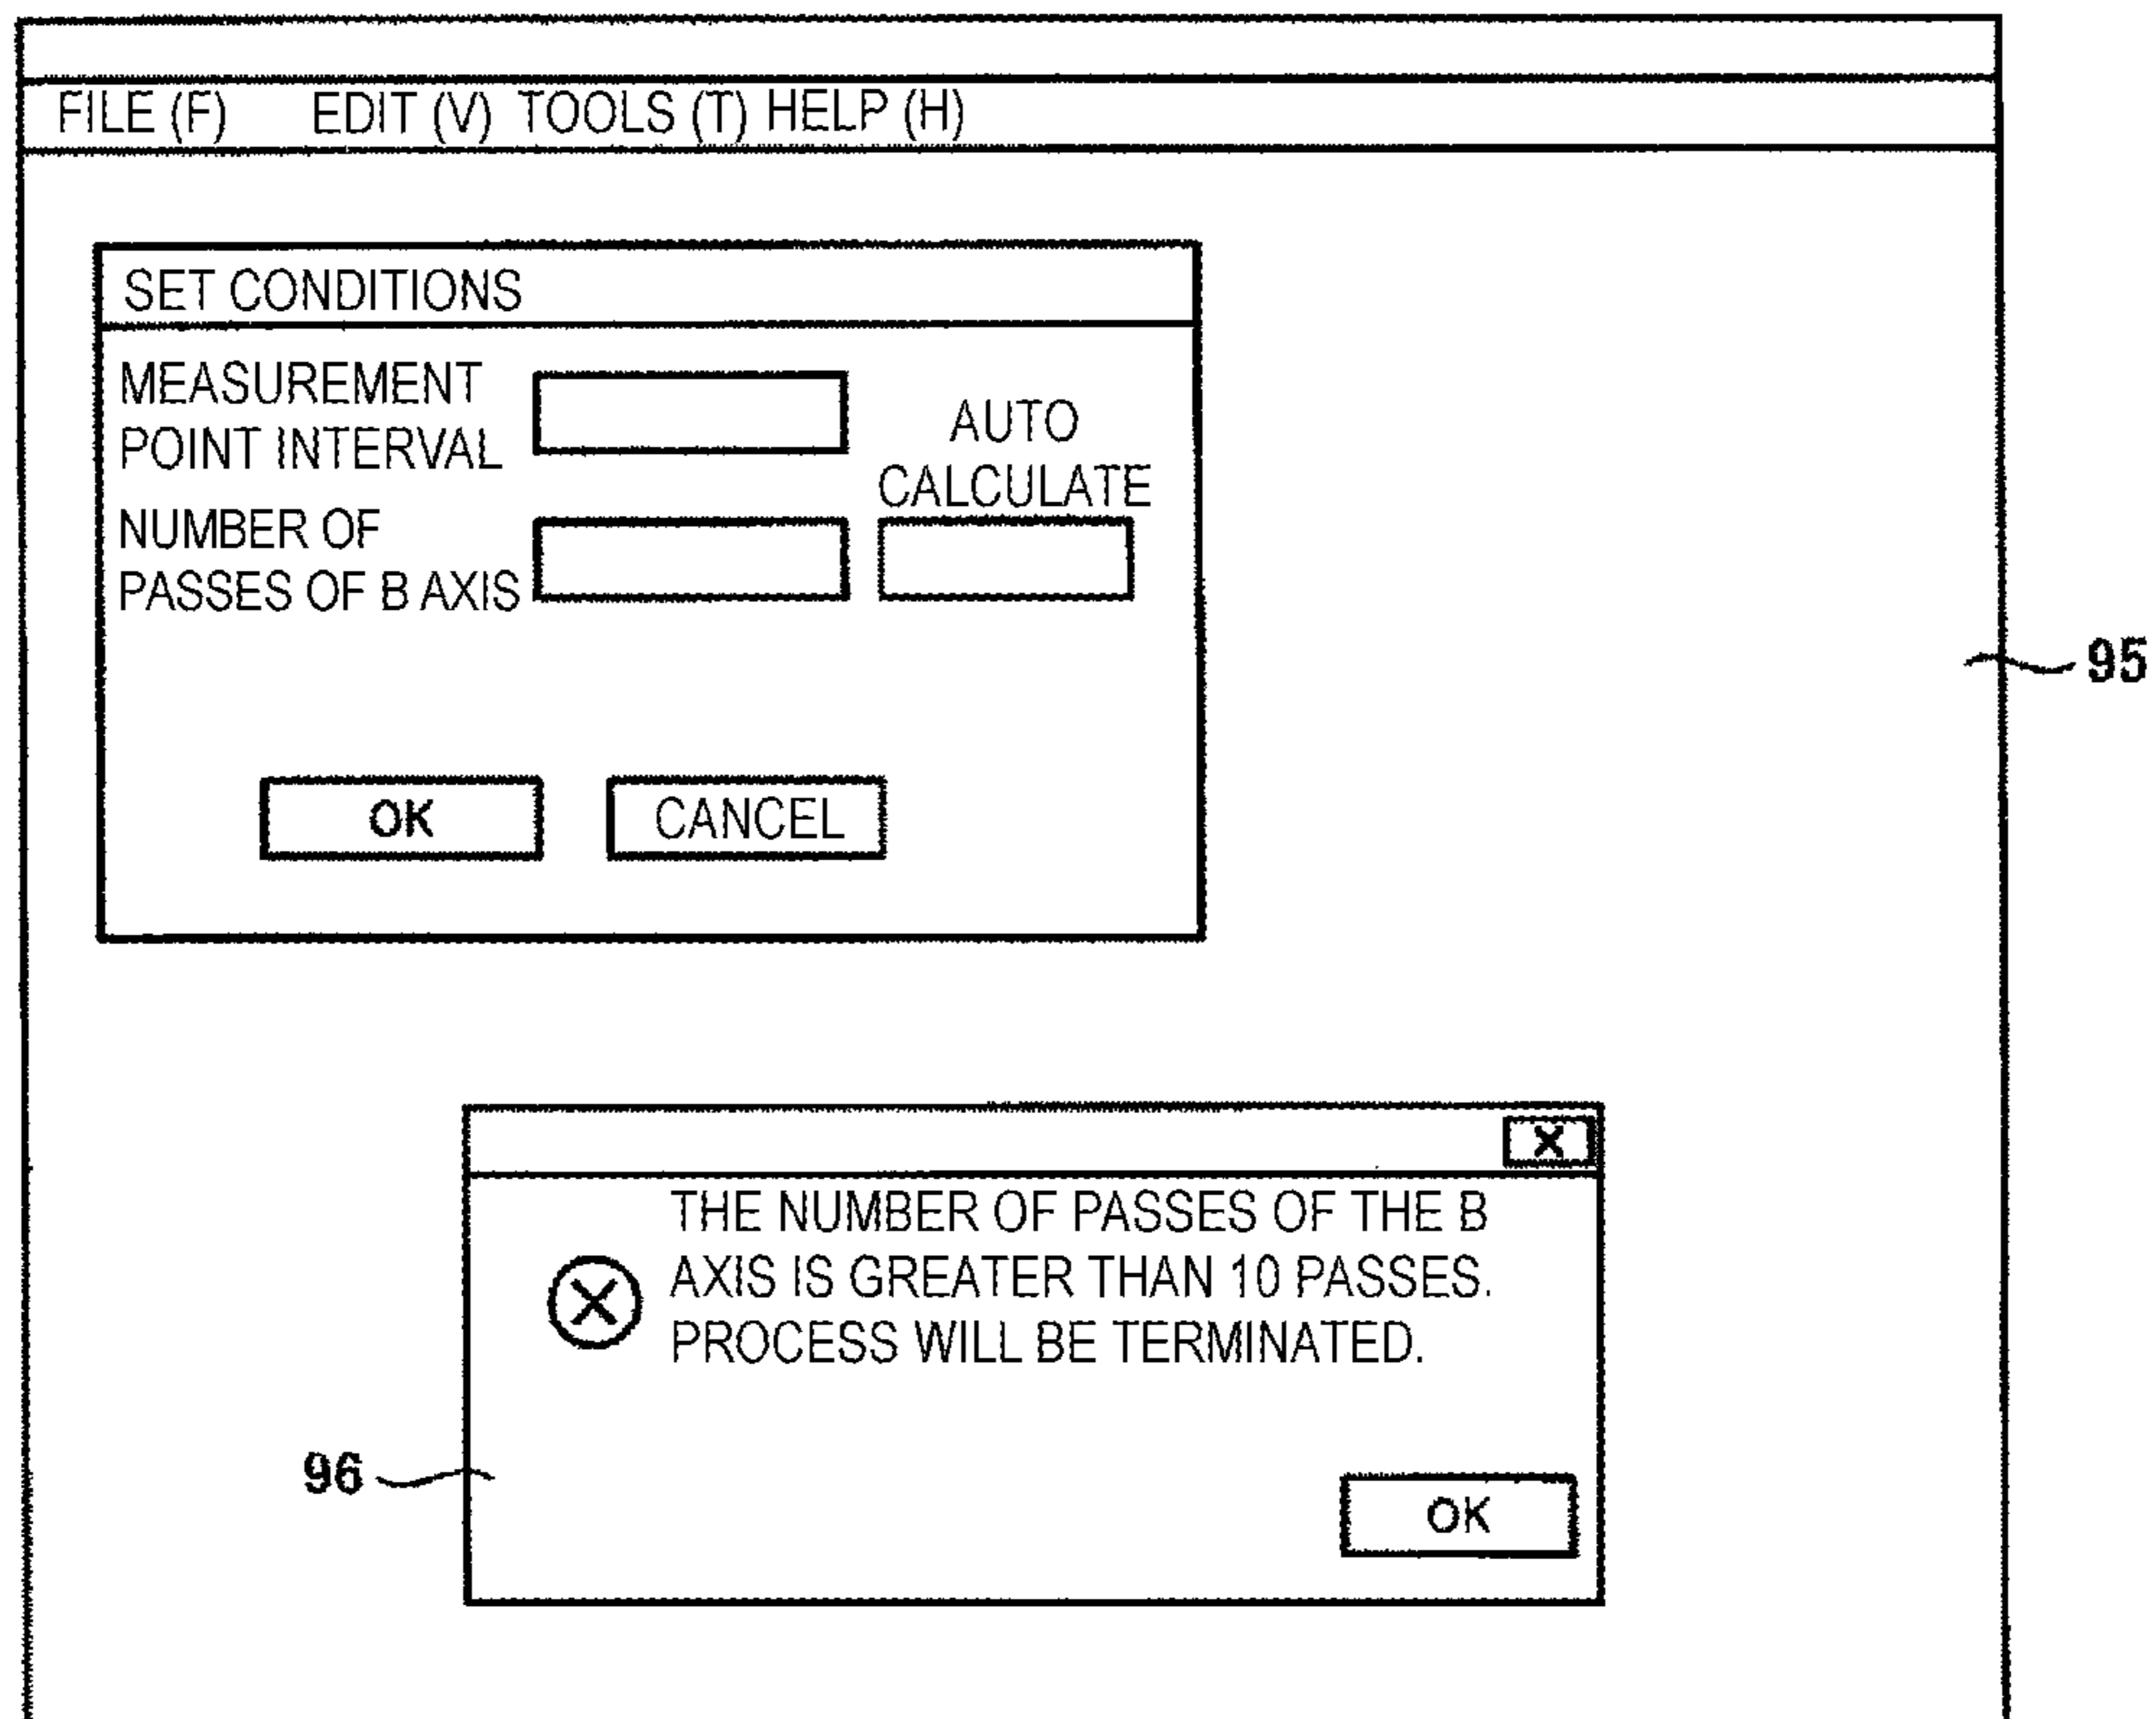 FILE (F) EDIT (V) TOOLS (T) HELP (H)
SET CONDITIONS
MEASUREMENT
POINT INTERVAL
AUTO
CALCULATE
NUMBER OF
PASSES OF B AXIS
95
OK
CANCEL
X
THE NUMBER OF PASSES OF THE B
AXIS IS GREATER THAN 10 PASSES.
PROCESS WILL BE TERMINATED.
96
OK